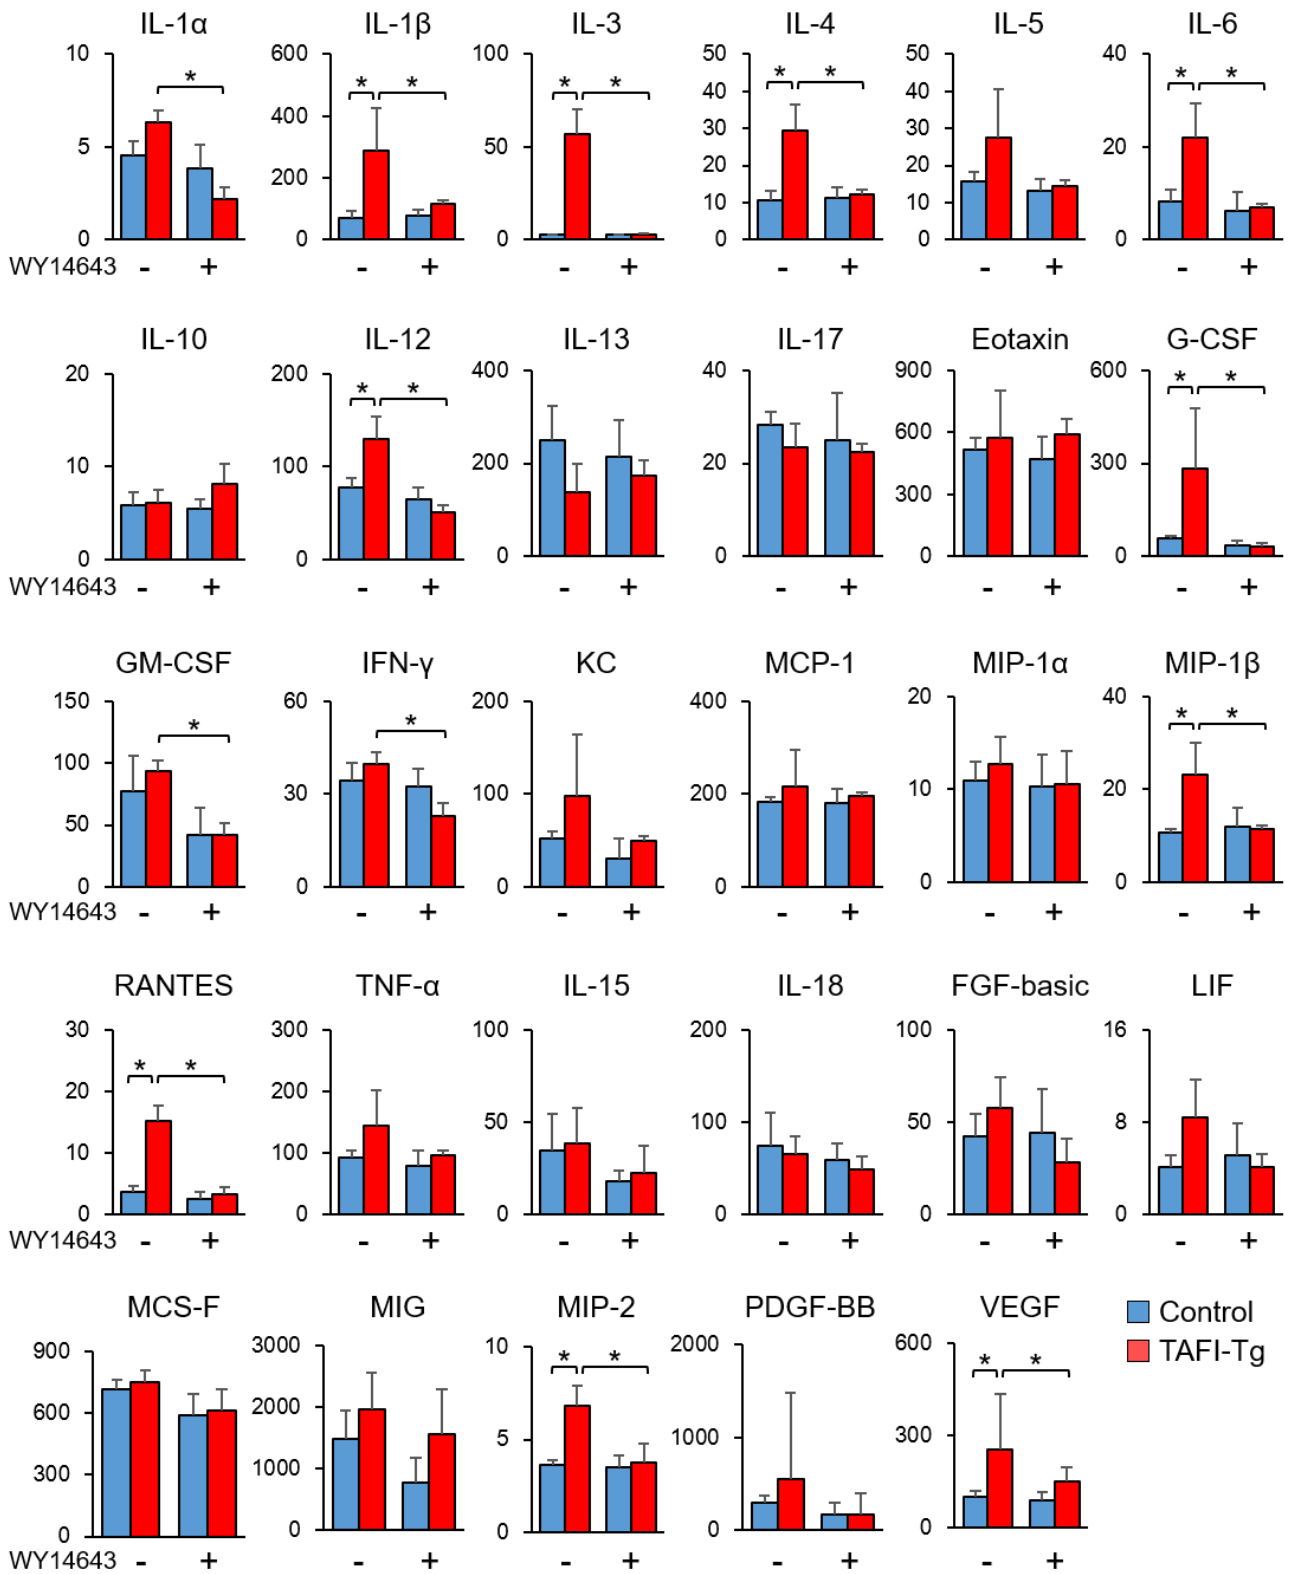 IL-1α IL-1β IL-3 IL-4 IL-5 IL-6
10 600 100 50 50 40
* * * * * * * * *
40 40
400
30 30
5 50 20
20 20
200
10 10
0 0 0 0 0 0
WY14643 - + - + - + - + - + - +
IL-10 IL-12 IL-13 IL-17 Eotaxin G-CSF
20 200 400 40 900 600
* * * *
600
10 100 200 20 300
300
0 0 0 0 0 0
WY14643 - + - + - + - + - + - +
GM-CSF IFN-γ KC MCP-1 MIP-1α MIP-1β
150 60 200 400 20 40
* * * *
100
30 100 200 10 20
50
0 0 0 0 0 0
WY14643 - + - + - + - + - + - +
RANTES TNF-α IL-15 IL-18 FGF-basic LIF
30 300 100 200 100 16
* *
20 200
50 100 50 8
10 100
0 0 0 0 0 0
WY14643 - + - + - + - + - + - +
MCS-F MIG MIP-2 PDGF-BB VEGF
Control
TAFI-Tg
900 3000 10 2000 600
* * * *
600 2000
5 1000 300
300 1000
0 0 0 0 0
WY14643 - + - + - + - + - +